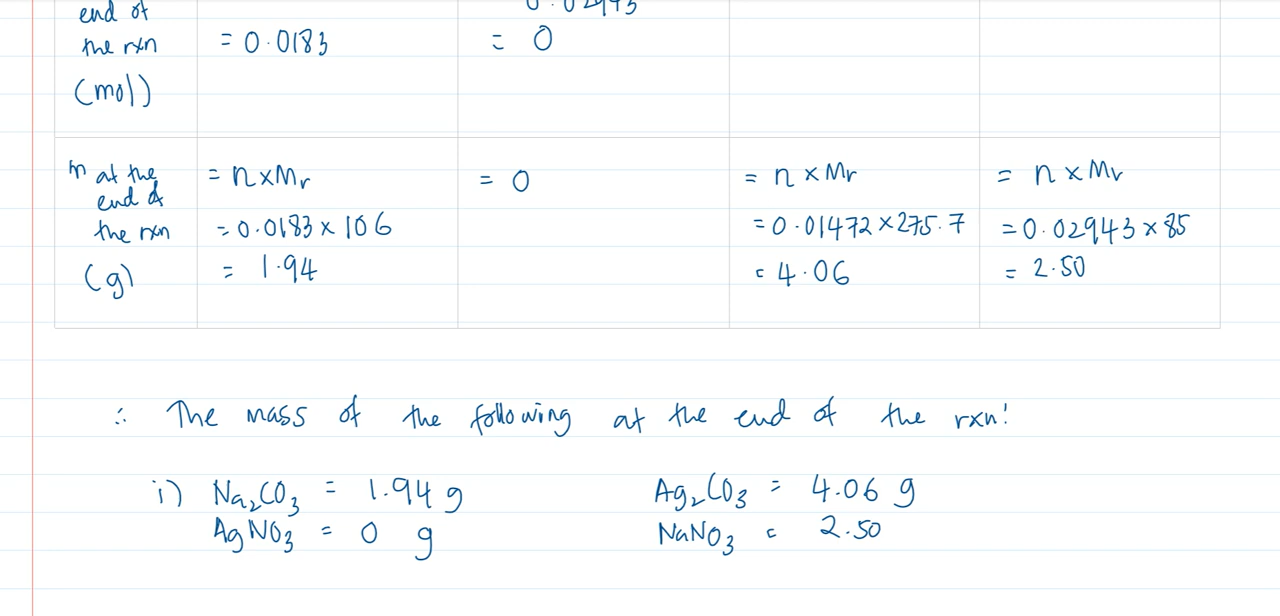 end of
the rxn
(mol)
= 0.0183
0.02943
= 0
m at the
end of
the rxn
(g)
= n×Mr
= 0.0183 × 106
= 1.94
= 0
= n × Mr
= 0.01472 × 275.7
= 4.06
= n × Mr
= 0.02943 × 85
= 2.50
∴ The mass of the following at the end of the rxn:
i) Na₂CO₃ = 1.94 g Ag₂CO₃ = 4.06 g
AgNO₃ = 0 g NaNO₃ = 2.50